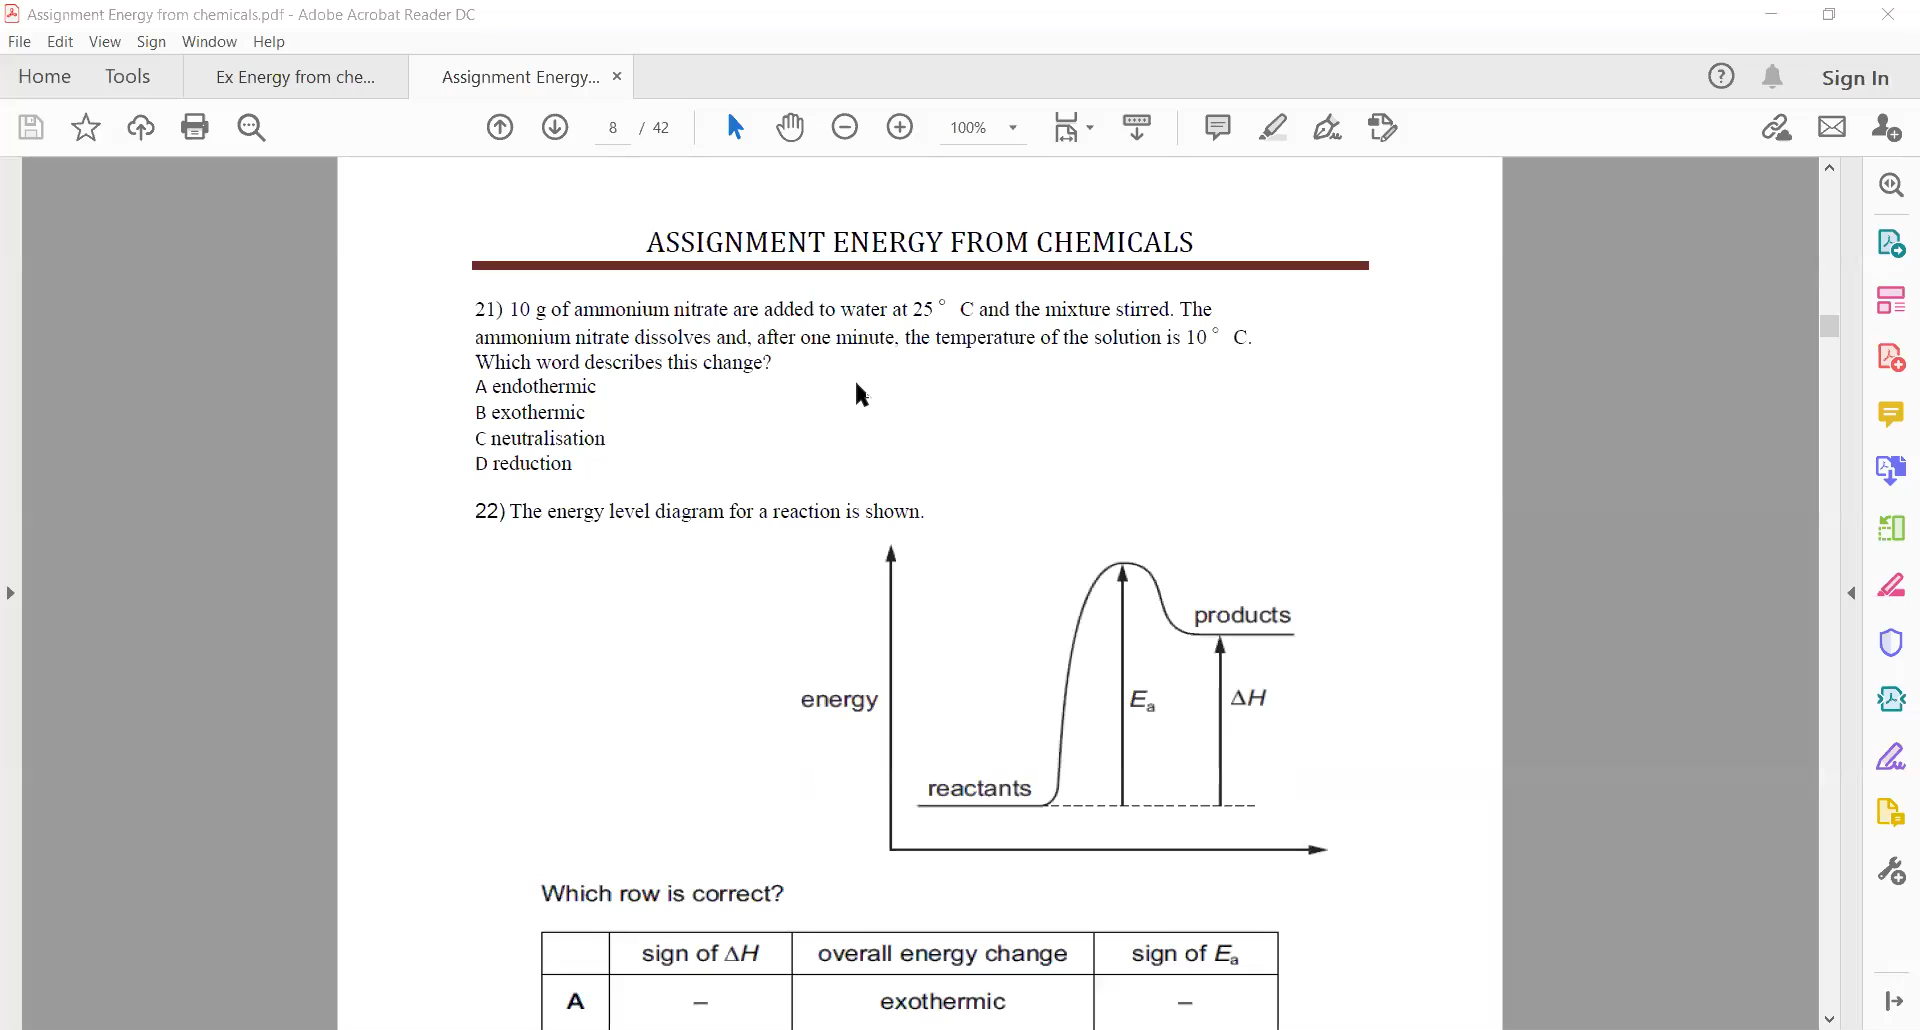 Assignment Energy from chemicals.pdf - Adobe Acrobat Reader DC
File Edit View Sign Window Help
Home Tools Ex Energy from che... Assignment Energy... × Sign In
8 / 42 100%
ASSIGNMENT ENERGY FROM CHEMICALS
21) 10 g of ammonium nitrate are added to water at 25 ° C and the mixture stirred. The
ammonium nitrate dissolves and, after one minute, the temperature of the solution is 10 ° C.
Which word describes this change?
A endothermic
B exothermic
C neutralisation
D reduction
22) The energy level diagram for a reaction is shown.
products
energy
Ea
ΔH
reactants
Which row is correct?
sign of ΔH overall energy change sign of Ea
A – exothermic –